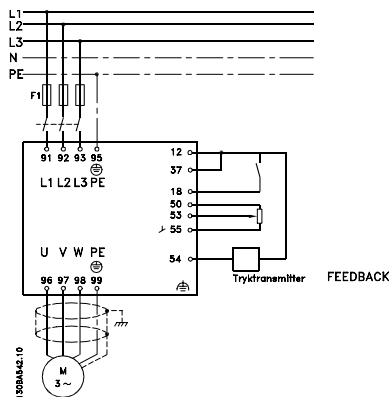 L1
L2
L3
N
PE
F1
91 92 93 95
L1 L2 L3 PE
12
37
18
50
53
55
54
U V W PE
96 97 98 99
Tryktransmitter
FEEDBACK
M
3~
130BA542.10